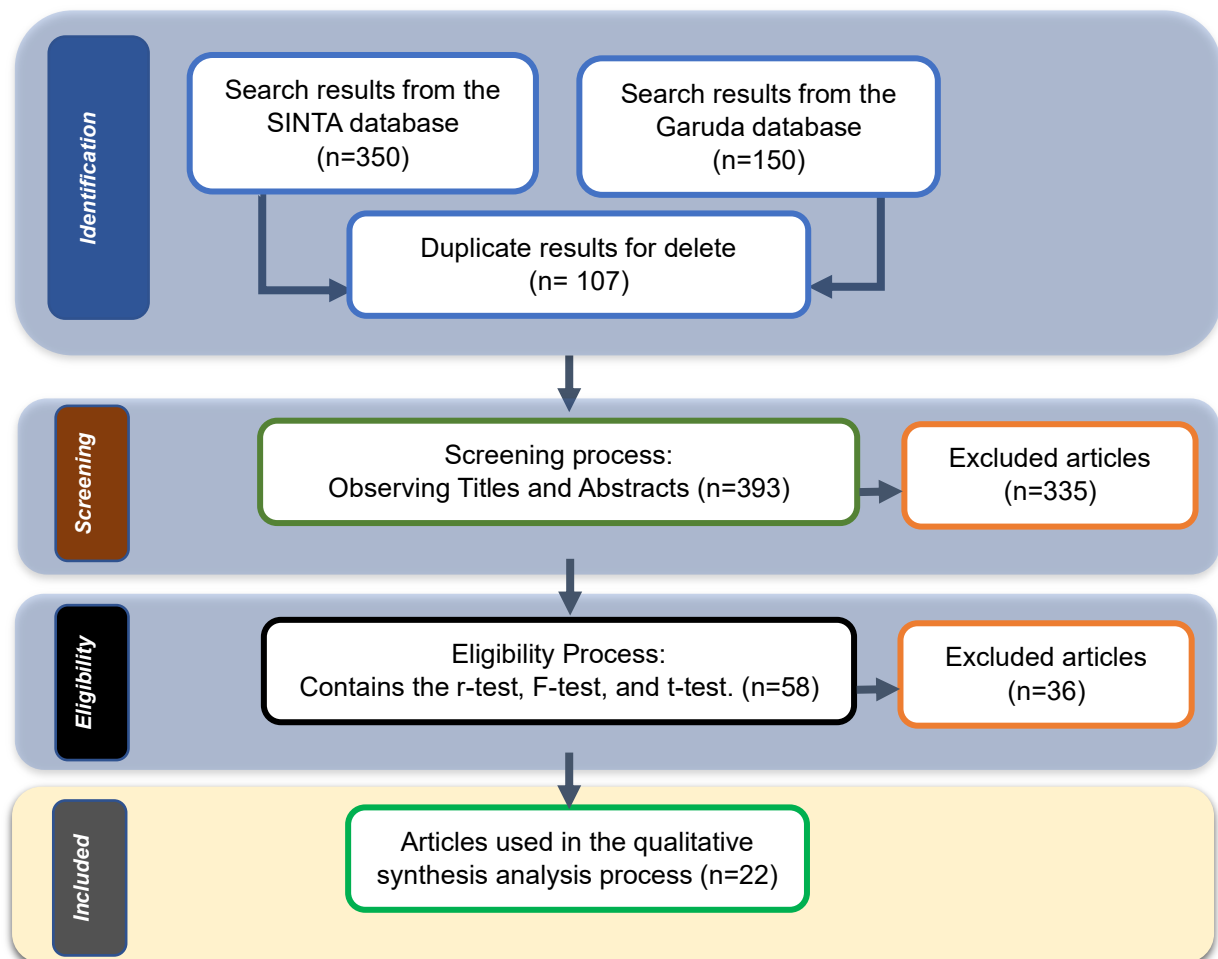 Identification
Search results from the
SINTA database
(n=350)
Search results from the
Garuda database
(n=150)
Duplicate results for delete
(n= 107)
Screening
Screening process:
Observing Titles and Abstracts (n=393)
Excluded articles
(n=335)
Eligibility
Eligibility Process:
Contains the r-test, F-test, and t-test. (n=58)
Excluded articles
(n=36)
Included
Articles used in the qualitative
synthesis analysis process (n=22)